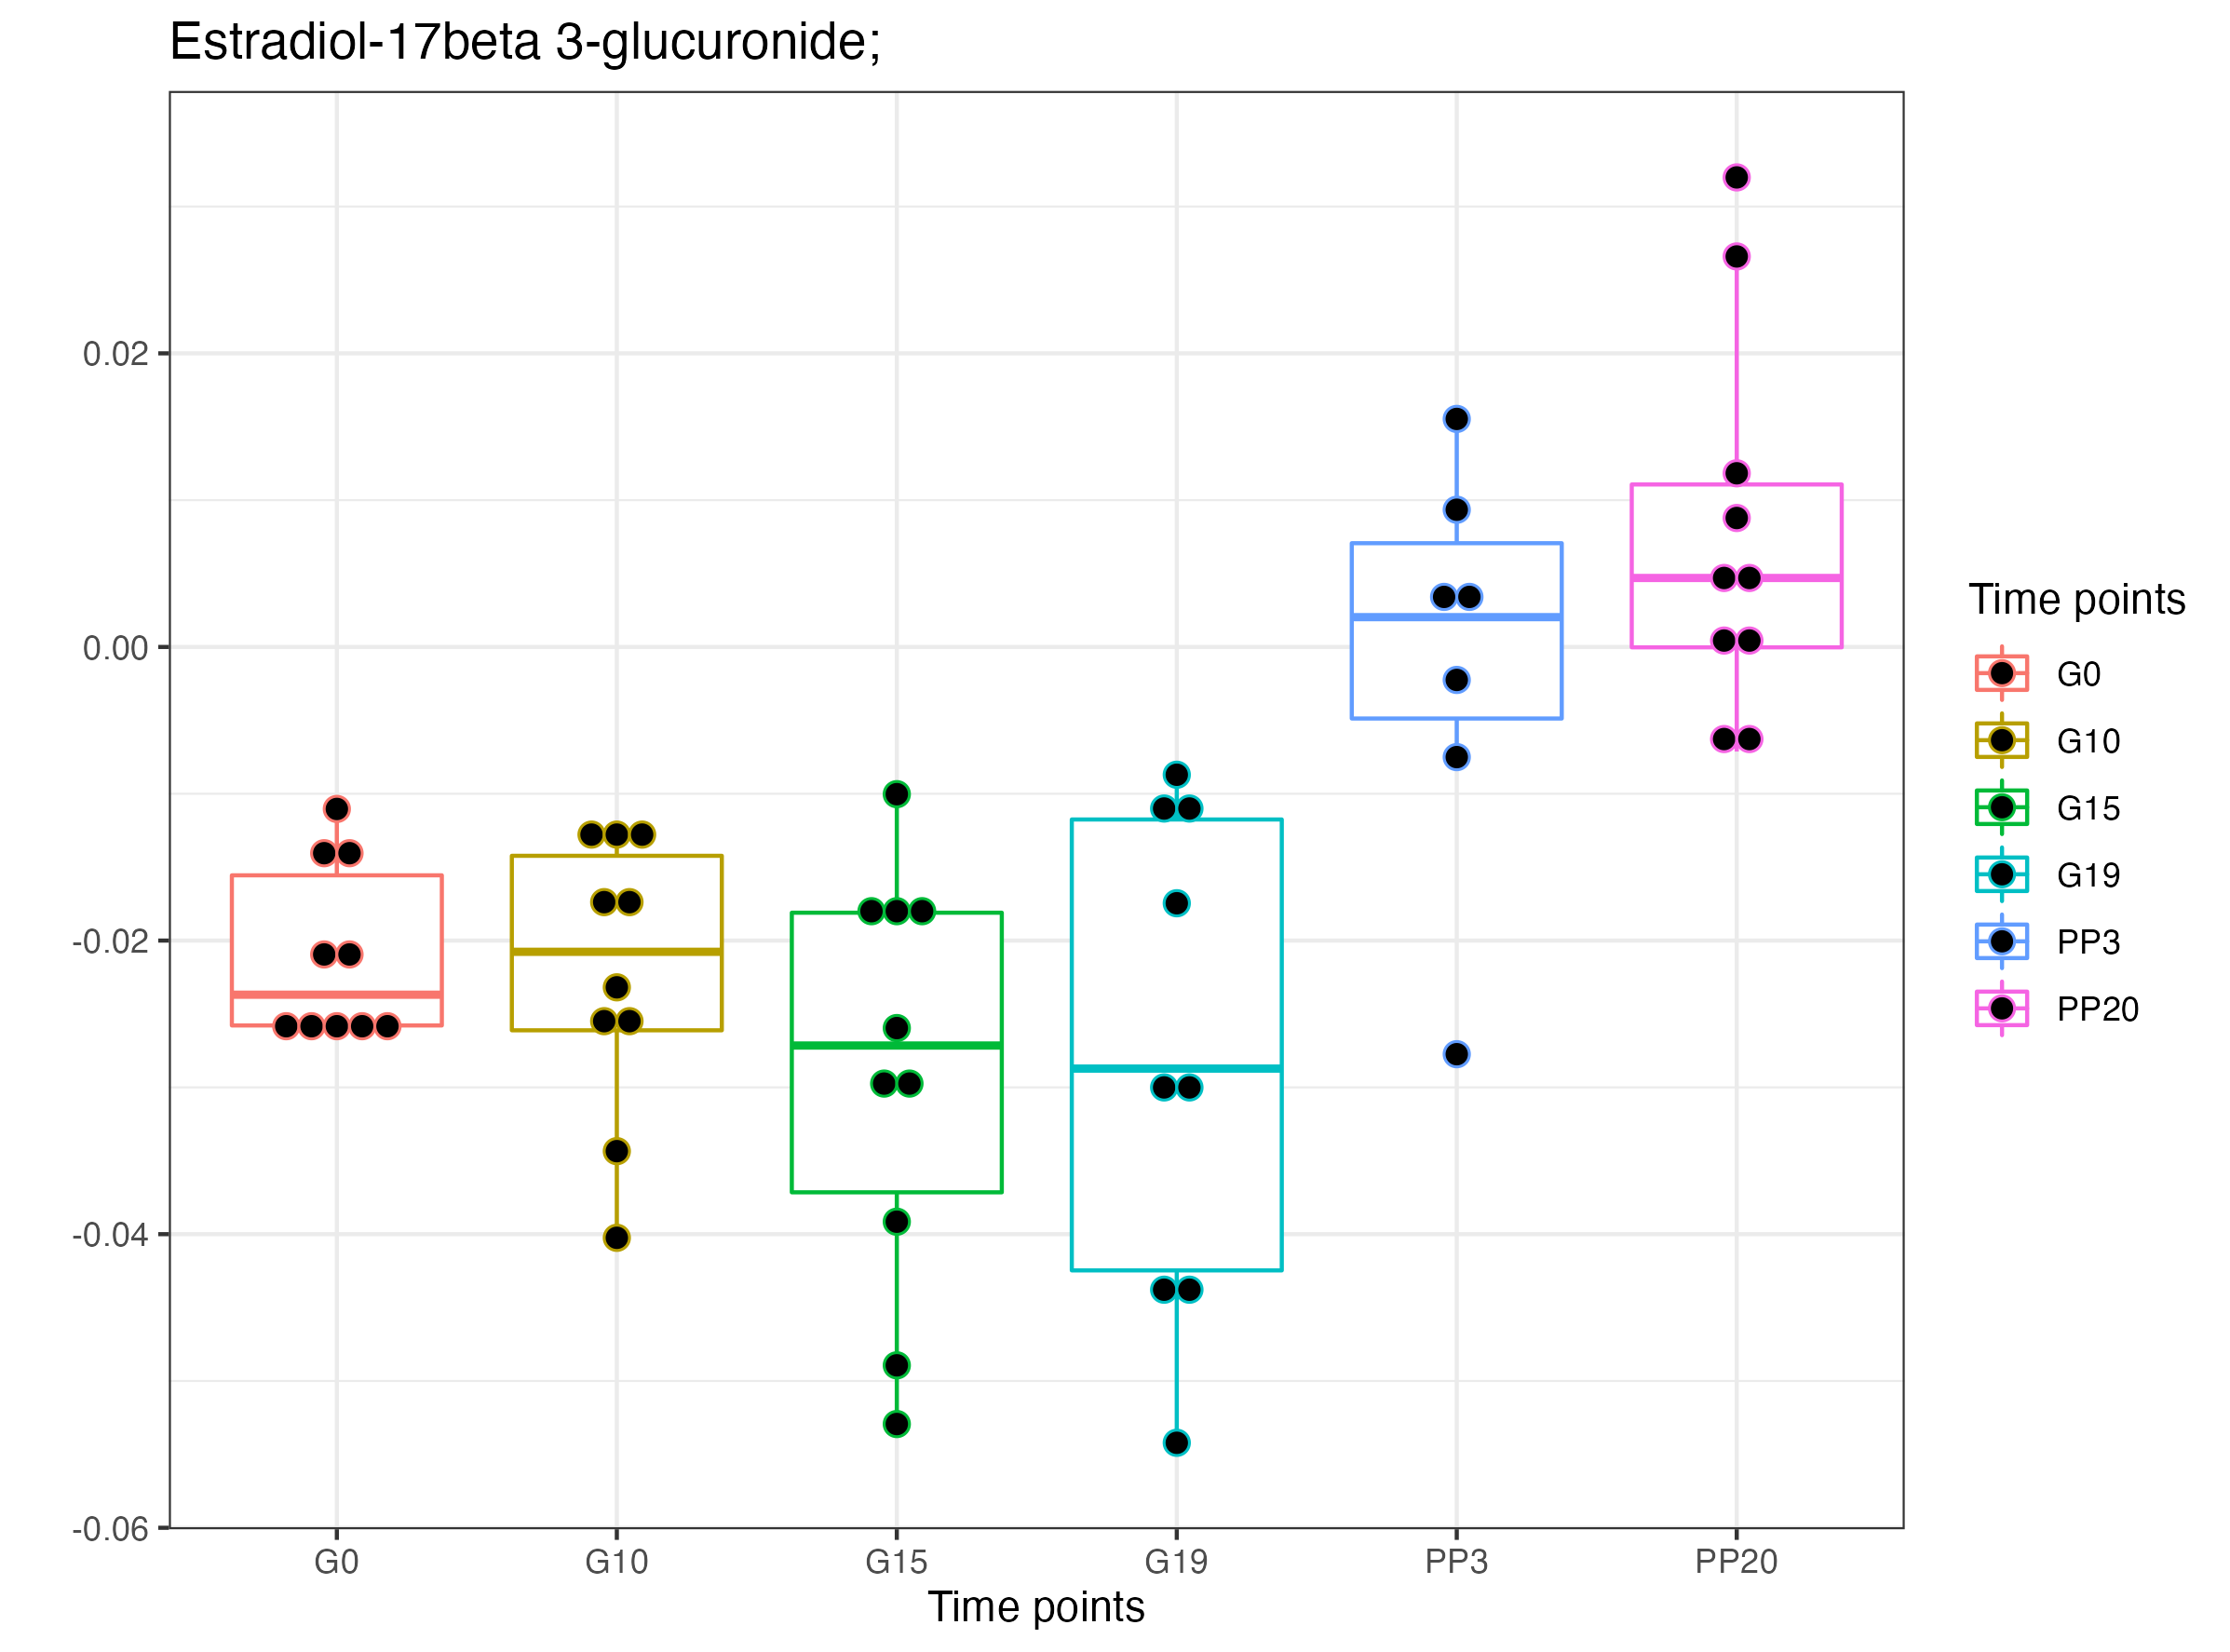 Estradiol-17beta 3-glucuronide;
0.02
0.00
-0.02
-0.04
-0.06
G0 G10 G15 G19 PP3 PP20
Time points
Time points
G0
G10
G15
G19
PP3
PP20